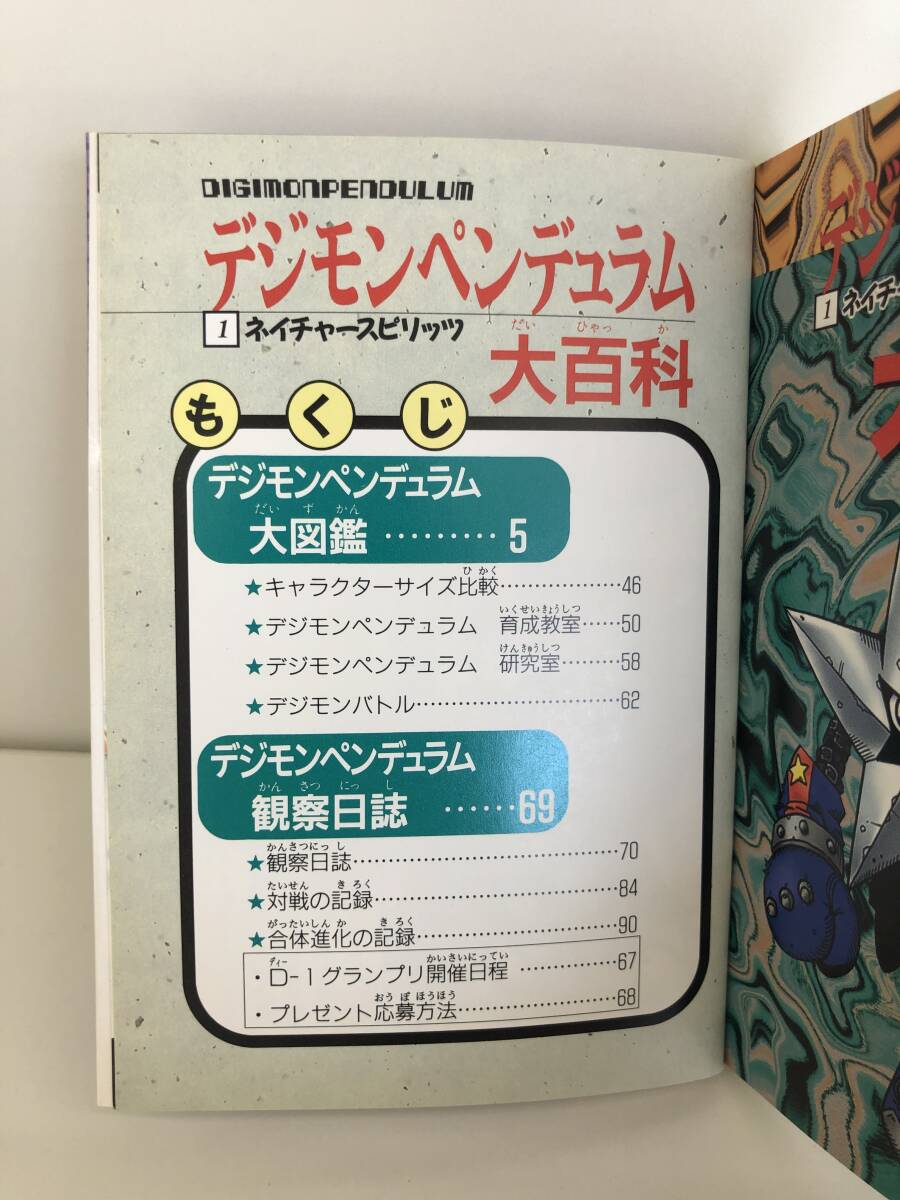 DIGIMONPENDULUM
デジモンペンデュラム
1 ネイチャースピリッツ
だい ひゃっ か
大百科
もくじ
デジモンペンデュラム
だい ず かん
大図鑑 ……… 5
ひ かく
★キャラクターサイズ比較………………46
いくせいきょうしつ
★デジモンペンデュラム 育成教室……50
けんきゅうしつ
★デジモンペンデュラム 研究室………58
★デジモンバトル………………………62
デジモンペンデュラム
かん さつ にっ し
観察日誌 ……69
かんさつにっ し
★観察日誌………………………………70
たいせん き ろく
★対戦の記録……………………………84
がったいしん か き ろく
★合体進化の記録………………………90
ディー かいさいにってい
・D-1グランプリ開催日程 …………67
おう ぼ ほうほう
・プレゼント応募方法………………68
デジ
1 ネイチャー